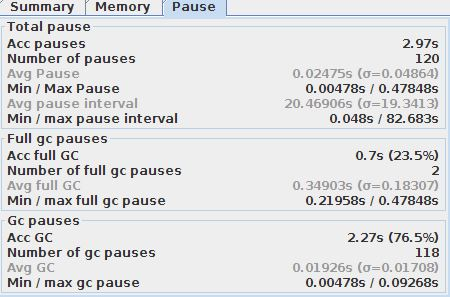 Summary Memory Pause
Total pause
Acc pauses 2.97s
Number of pauses 120
Avg Pause 0.02475s (σ=0.04864)
Min / Max Pause 0.00478s / 0.47848s
Avg pause interval 20.46906s (σ=19.3413)
Min / max pause interval 0.048s / 82.683s
Full gc pauses
Acc full GC 0.7s (23.5%)
Number of full gc pauses 2
Avg full GC 0.34903s (σ=0.18307)
Min / max full gc pause 0.21958s / 0.47848s
Gc pauses
Acc GC 2.27s (76.5%)
Number of gc pauses 118
Avg GC 0.01926s (σ=0.01708)
Min / max gc pause 0.00478s / 0.09268s